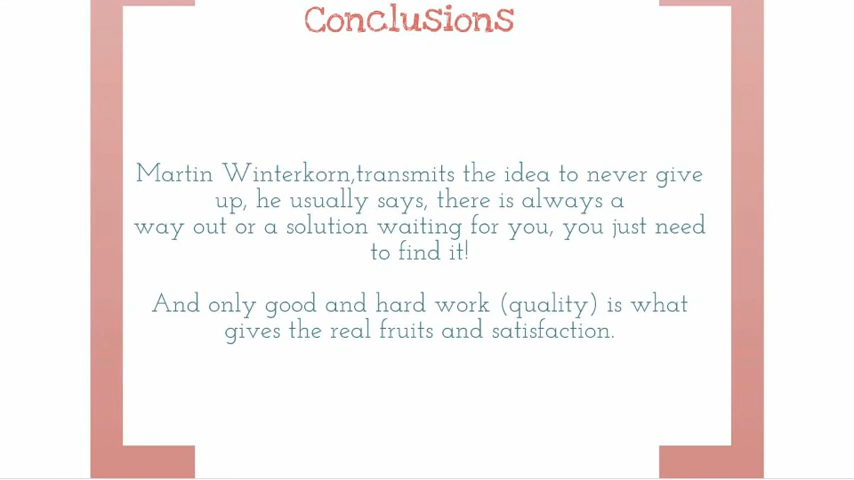 Conclusions
Martin Winterkorn,transmits the idea to never give
up, he usually says, there is always a
way out or a solution waiting for you, you just need
to find it!
And only good and hard work (quality) is what
gives the real fruits and satisfaction.